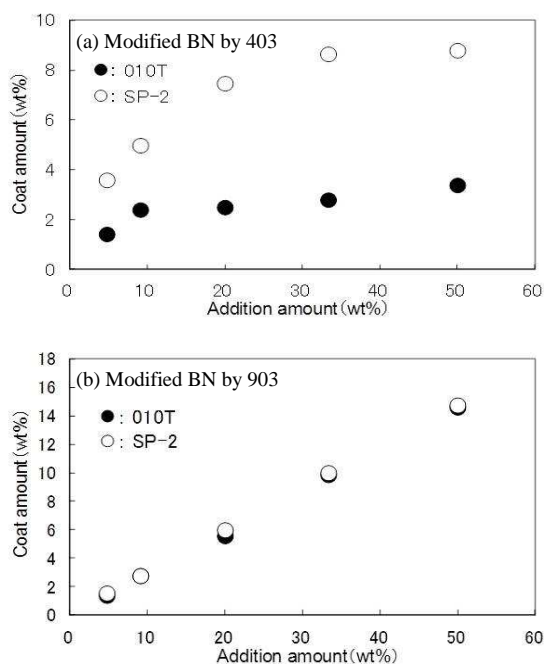 (a) Modified BN by 403
●: 010T
○: SP-2
Coat amount(wt%)
10
8
6
4
2
0
0 10 20 30 40 50 60
Addition amount(wt%)
(b) Modified BN by 903
●: 010T
○: SP-2
Coat amount(wt%)
18
16
14
12
10
8
6
4
2
0
0 10 20 30 40 50 60
Addition amount(wt%)